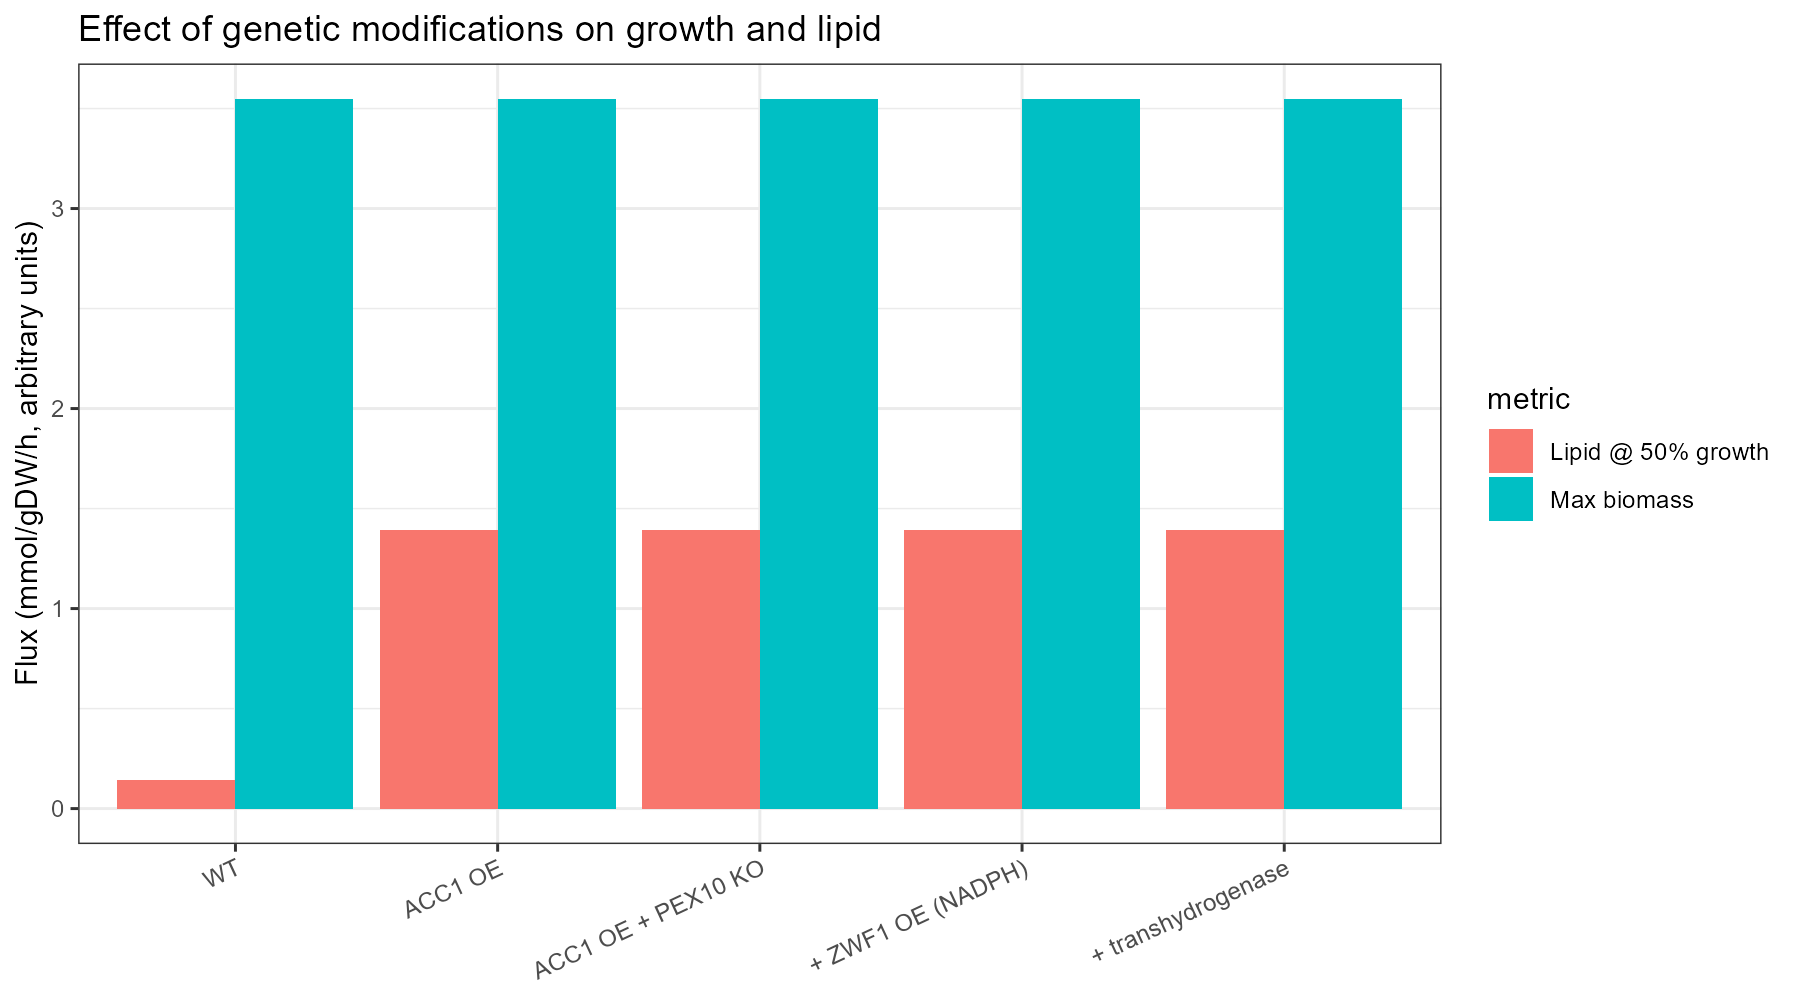 Effect of genetic modifications on growth and lipid
Flux (mmol/gDW/h, arbitrary units)
3
2
1
0
WT
ACC1 OE
ACC1 OE + PEX10 KO
+ ZWF1 OE (NADPH)
+ transhydrogenase
metric
Lipid @ 50% growth
Max biomass